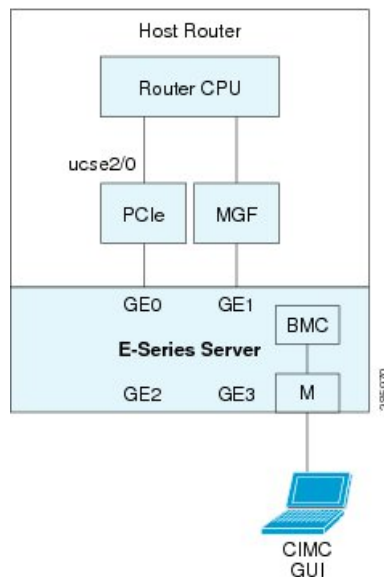 Host Router
Router CPU
ucse2/0
PCIe
MGF
GE0
GE1
BMC
E-Series Server
GE2
GE3
M
CIMC
GUI